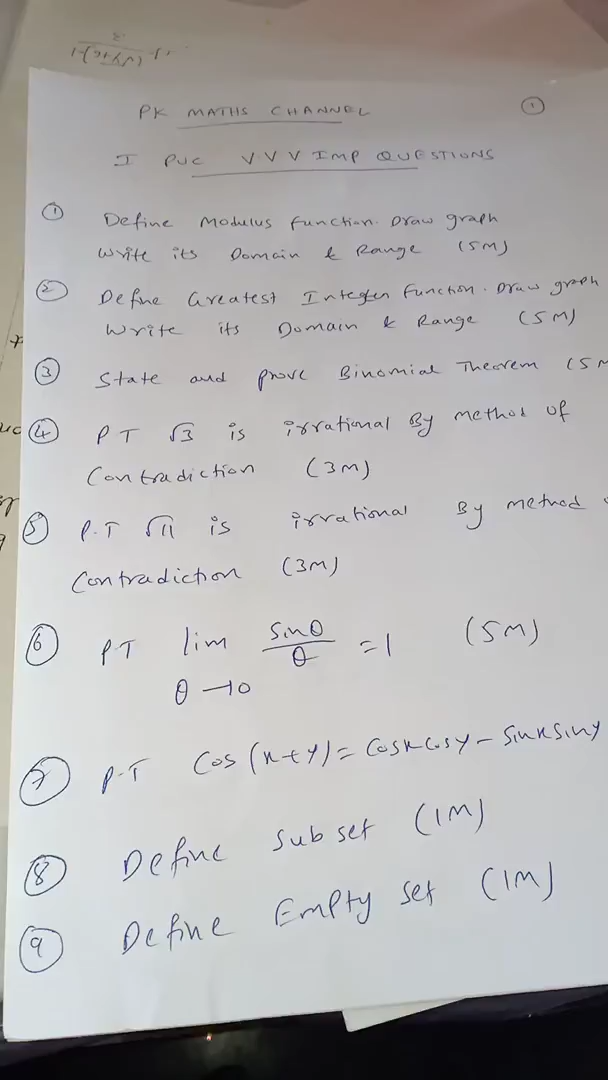 PK MATHS CHANNEL
①
I PUC VVV IMP QUESTIONS
① Define Modulus Function. Draw graph
Write its Domain & Range (5M)
② Define Greatest Integer Function. Draw graph
Write its Domain & Range (5M)
③ State and prove Binomial Theorem (5M
④ PT √3 is irrational By method of
Contradiction (3M)
⑤ P.T √11 is irrational By method
Contradiction (3M)
⑥ P.T lim sinθ/θ = 1 (5M)
θ→0
⑦ P.T Cos (x+y) = Cosx Cosy – Sinx Siny
⑧ Define Subset (1M)
⑨ Define Empty set (1M)